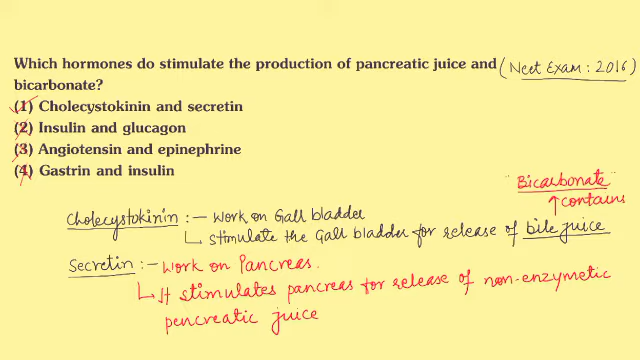 Which hormones do stimulate the production of pancreatic juice and (Neet Exam : 2016)
bicarbonate?
(1) Cholecystokinin and secretin
(2) Insulin and glucagon
(3) Angiotensin and epinephrine
(4) Gastrin and insulin
"Bicarbonate"
↑ contains
Cholecystokinin :- Work on Gall bladder
↳ Stimulate the Gall bladder for release of bile juice
Secretin :- Work on Pancreas.
↳ It stimulates pancreas for release of non-enzymetic
pencreatic juice